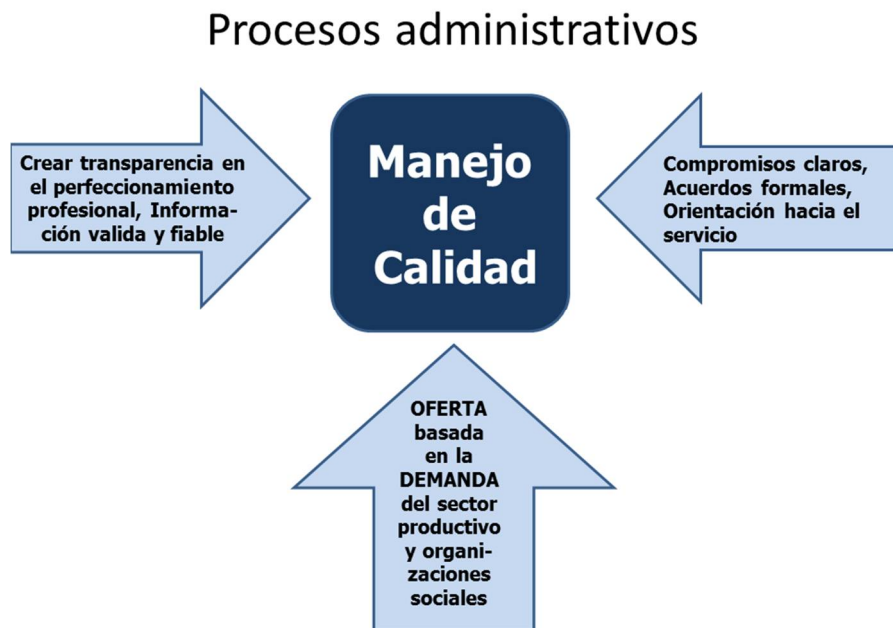 Procesos administrativos
Crear transparencia en
el perfeccionamiento
profesional, Informa-
ción valida y fiable
Manejo
de
Calidad
Compromisos claros,
Acuerdos formales,
Orientación hacia el
servicio
OFERTA
basada
en la
DEMANDA
del sector
productivo
y organi-
zaciones
sociales